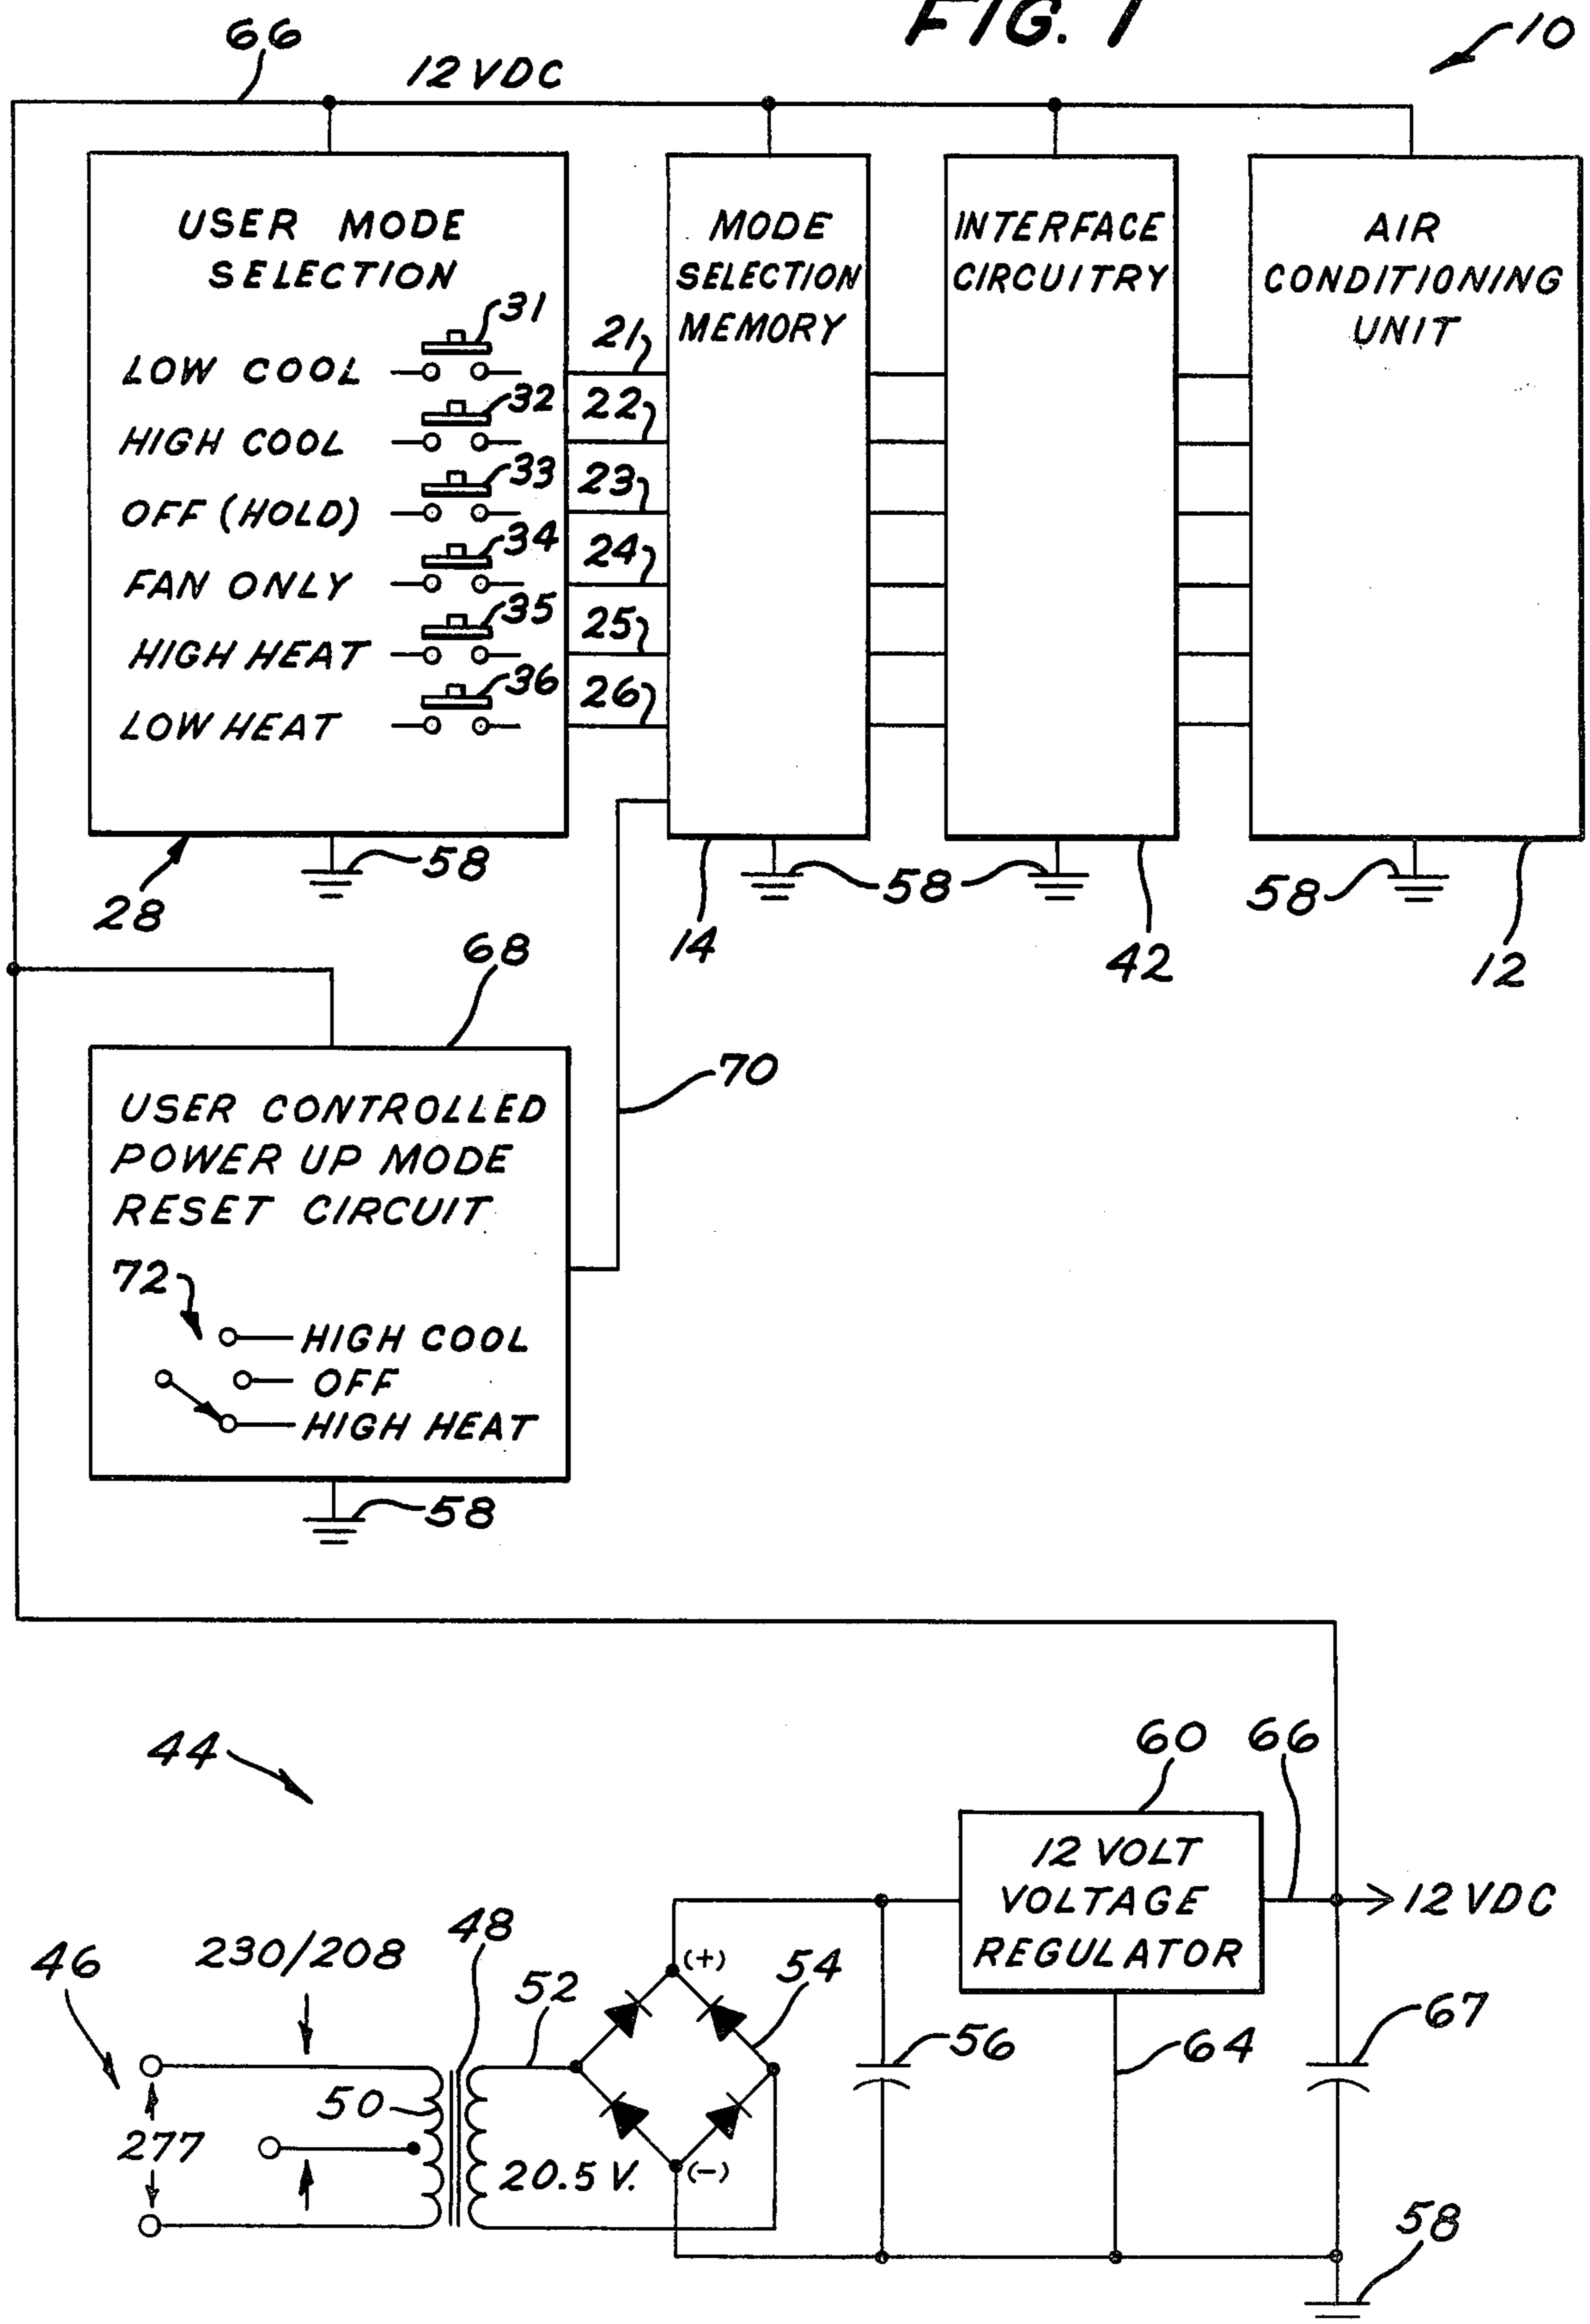 FIG. 1
10
66
12 VDC
USER MODE
SELECTION
MODE
SELECTION
MEMORY
INTERFACE
CIRCUITRY
AIR
CONDITIONING
UNIT
LOW COOL
31
21
HIGH COOL
32
22
OFF (HOLD)
33
23
FAN ONLY
34
24
HIGH HEAT
35
25
LOW HEAT
36
26
28
58
14
58
42
58
12
68
70
USER CONTROLLED
POWER UP MODE
RESET CIRCUIT
72
HIGH COOL
OFF
HIGH HEAT
58
44
60
66
12 VOLT
VOLTAGE
REGULATOR
12 VDC
46
230/208
48
52
(+)
54
56
64
67
50
277
20.5 V.
(-)
58